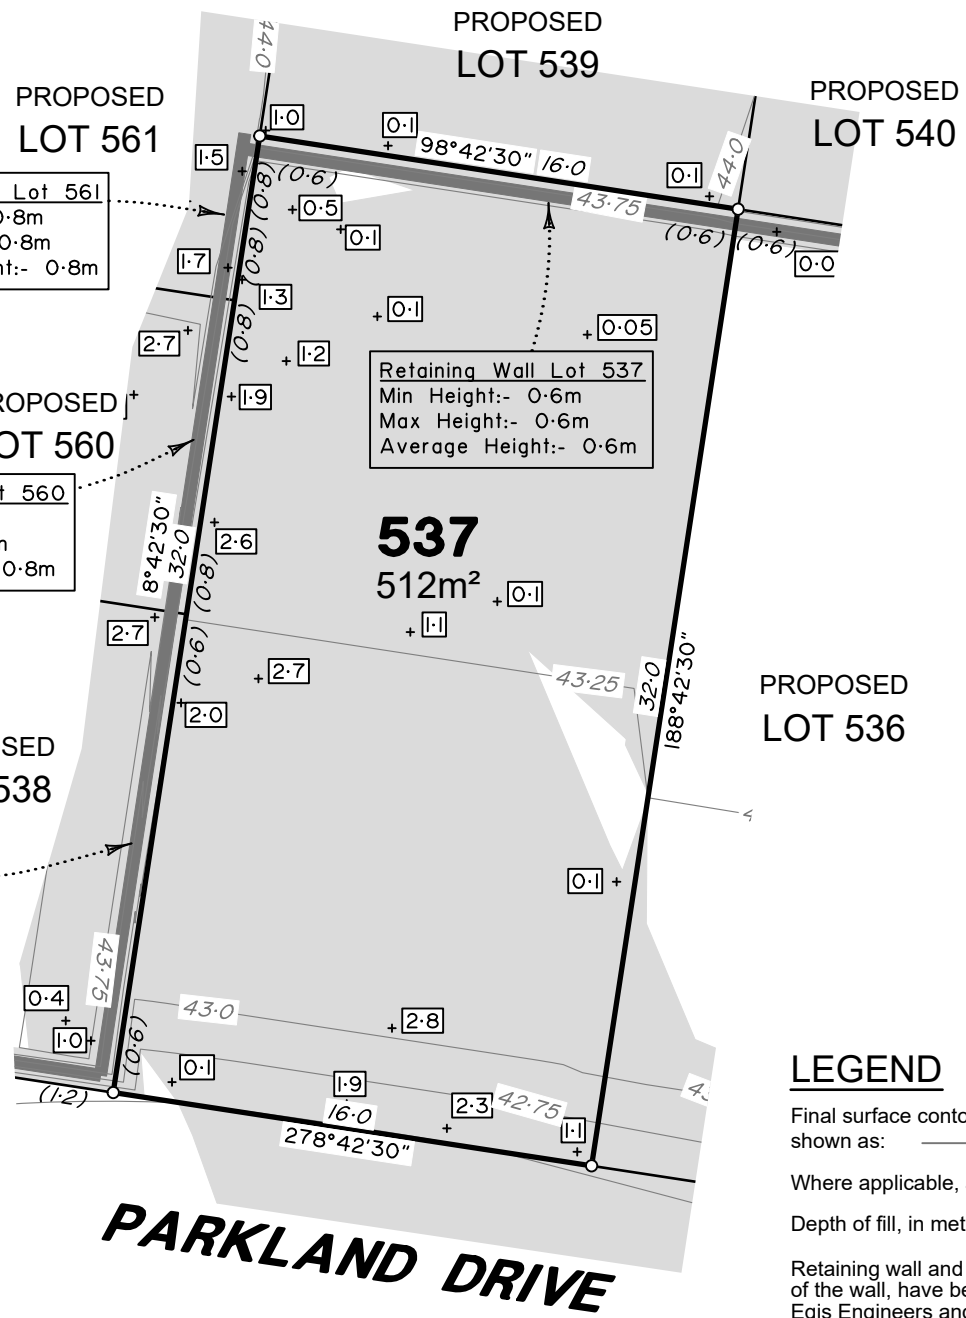 PROPOSED
LOT 539
PROPOSED
LOT 561
PROPOSED
LOT 540
44·0
1·0
0·1
98°42'30" 16·0
0·1
44·0
1·5
(0·8)
(0·6)
43·75
Lot 561
0·8m
0·8m
:- 0·8m
0·5
0·1
(0·6)
(0·6)
0·0
1·7
(0·8)
1·3
0·1
0·05
(0·8)
2·7
1·2
Retaining Wall Lot 537
Min Height:- 0·6m
Max Height:- 0·6m
Average Height:- 0·6m
1·9
LOT 560
560
0·8m
8°42'30"
32·0
2·6
(0·8)
537
512m²
0·1
1·1
2·7
(0·6)
2·7
2·0
43·25
32·0
188°42'30"
PROPOSED
LOT 536
538
0·1
43·75
0·4
1·0
43·0
2·8
(0·6)
0·1
1·9
2·3
42·75
1·1
(1·2)
16·0
278°42'30"
PARKLAND DRIVE
LEGEND
Final surface
shown as:
Where applicable,
Depth of fill, in
Retaining wall and
of the wall, have
Egis Engineers